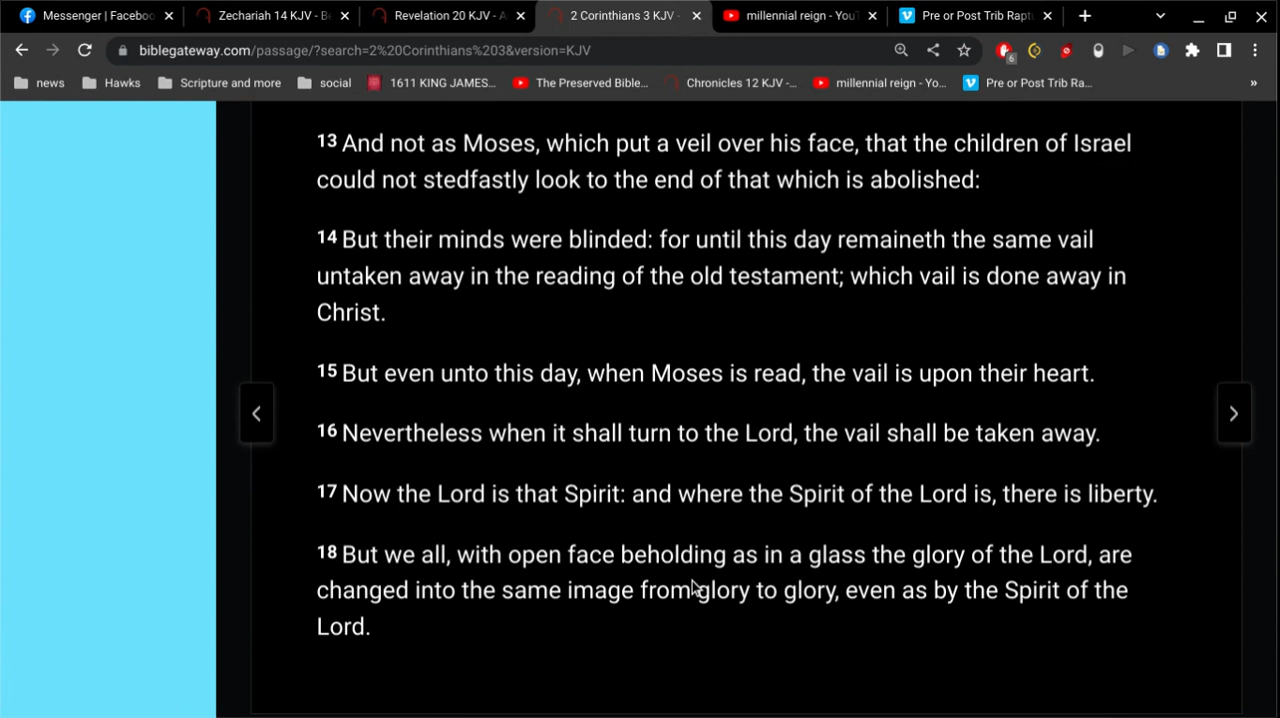 Messenger | Faceboo
Zechariah 14 KJV - B
Revelation 20 KJV - A
2 Corinthians 3 KJV -
millennial reign - YouT
Pre or Post Trib Raptu
biblegateway.com/passage/?search=2%20Corinthians%203&version=KJV
6
news
Hawks
Scripture and more
social
1611 KING JAMES...
The Preserved Bible...
Chronicles 12 KJV -...
millennial reign - Yo...
Pre or Post Trib Ra...
»
13 And not as Moses, which put a veil over his face, that the children of Israel
could not stedfastly look to the end of that which is abolished:
14 But their minds were blinded: for until this day remaineth the same vail
untaken away in the reading of the old testament; which vail is done away in
Christ.
15 But even unto this day, when Moses is read, the vail is upon their heart.
16 Nevertheless when it shall turn to the Lord, the vail shall be taken away.
17 Now the Lord is that Spirit: and where the Spirit of the Lord is, there is liberty.
18 But we all, with open face beholding as in a glass the glory of the Lord, are
changed into the same image from glory to glory, even as by the Spirit of the
Lord.